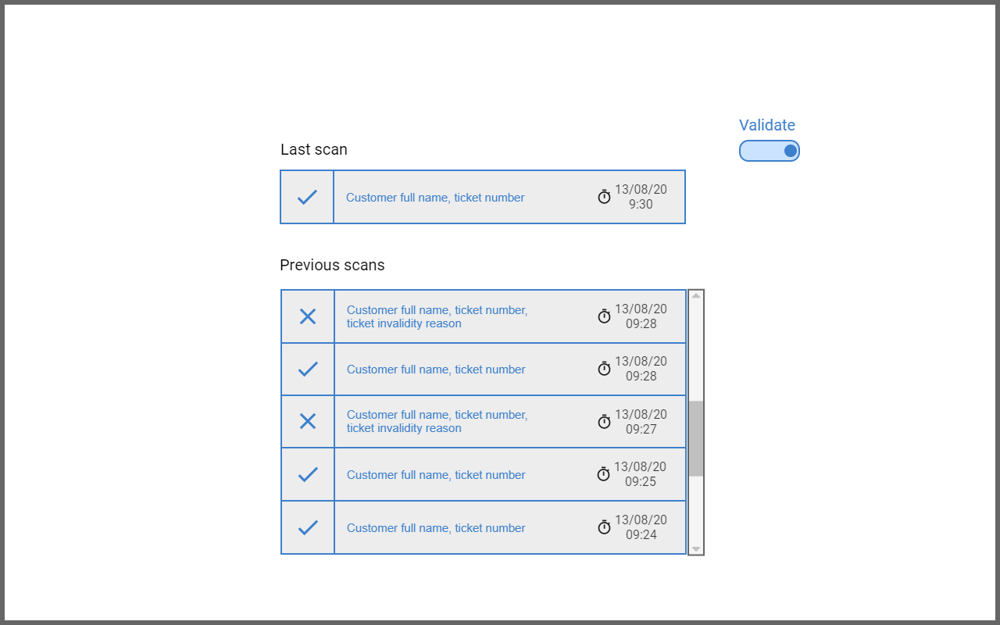 Validate
Last scan
Customer full name, ticket number
13/08/20
9:30
Previous scans
Customer full name, ticket number,
ticket invalidity reason
13/08/20
09:28
Customer full name, ticket number
13/08/20
09:28
Customer full name, ticket number,
ticket invalidity reason
13/08/20
09:27
Customer full name, ticket number
13/08/20
09:25
Customer full name, ticket number
13/08/20
09:24